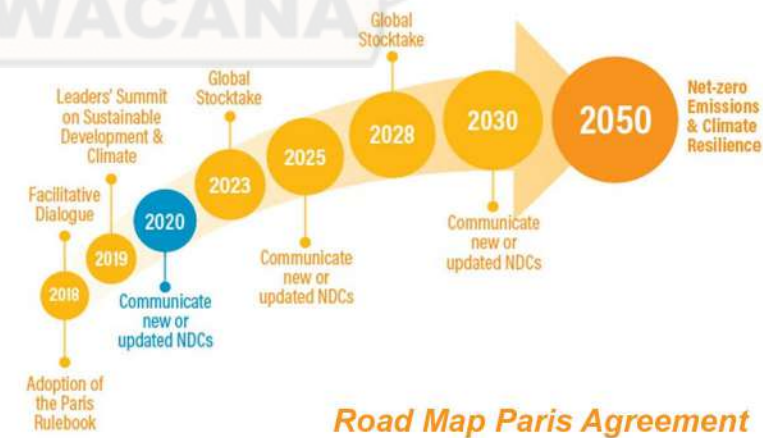 WACANA
Global
Stocktake
Global
Stocktake
Leaders' Summit
on Sustainable
Development &
Climate
Facilitative
Dialogue
2018
2019
2020
2023
2025
2028
2030
2050
Net-zero
Emissions
& Climate
Resilience
Communicate
new or
updated NDCs
Communicate
new or
updated NDCs
Communicate
new or
updated NDCs
Adoption of
the Paris
Rulebook
Road Map Paris Agreement